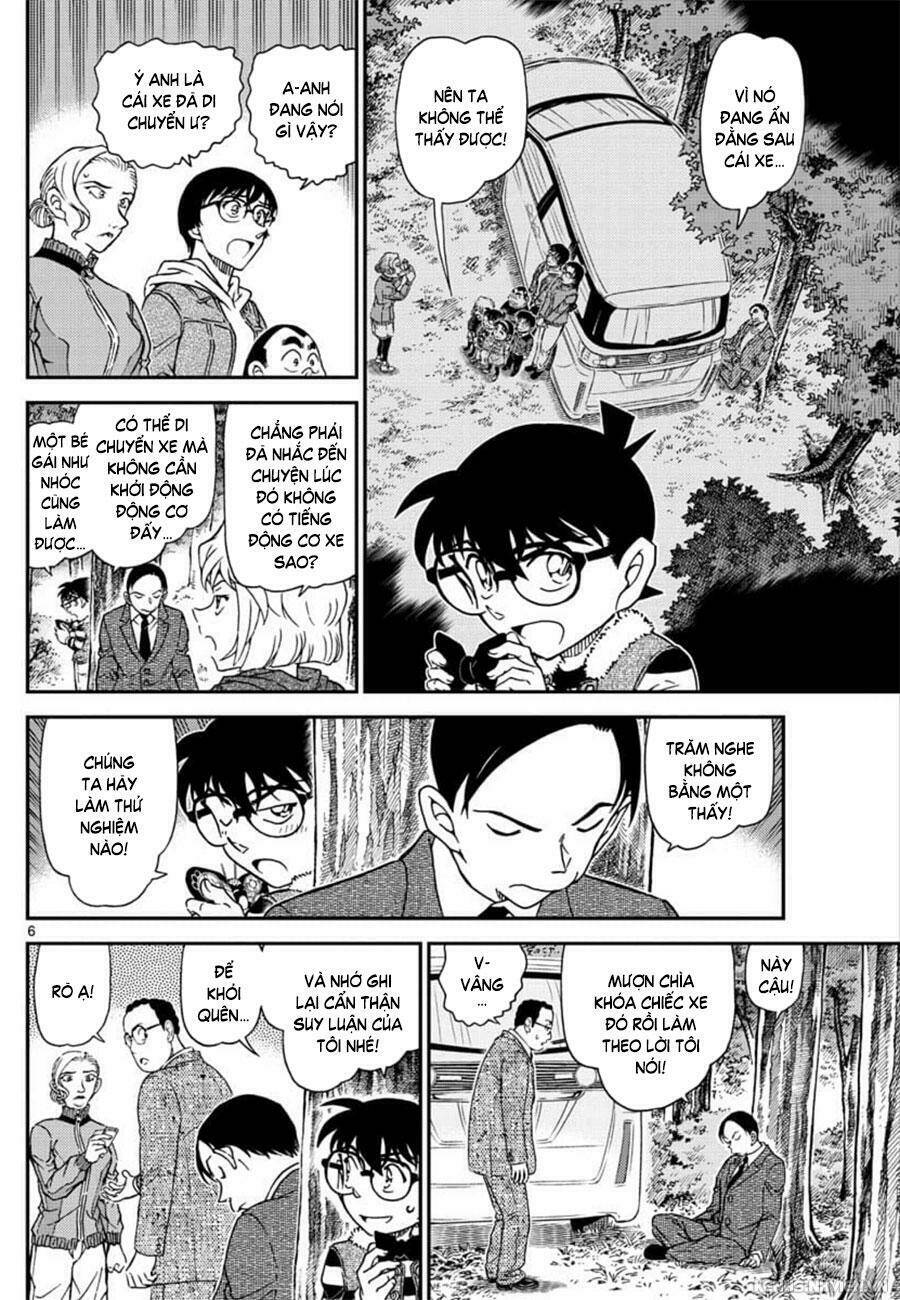 VÌ NÓ
ĐANG ẨN
ĐẰNG SAU
CÁI XE...
NÊN TA
KHÔNG THỂ
THẤY ĐƯỢC!
A-ANH
ĐANG NÓI
GÌ VẬY?
Ý ANH LÀ
CÁI XE ĐÃ DI
CHUYỂN Ư?
CHẲNG PHẢI
ĐÃ NHẮC ĐẾN
CHUYỆN LÚC
ĐÓ KHÔNG
CÓ TIẾNG
ĐỘNG CƠ XE
SAO?
CÓ THỂ DI
CHUYỂN XE MÀ
KHÔNG CẦN
KHỞI ĐỘNG
ĐỘNG CƠ
ĐẤY...
MỘT BÉ
GÁI NHƯ
NHÓC
CŨNG
LÀM
ĐƯỢC...
TRĂM NGHE
KHÔNG
BẰNG MỘT
THẤY!
CHÚNG
TA HÃY
LÀM THỬ
NGHIỆM
NÀO!
6
NÀY
CẬU!
MƯỢN CHÌA
KHÓA CHIẾC XE
ĐÓ RỒI LÀM
THEO LỜI TÔI
NÓI!
V-
VÂNG
...
VÀ NHỚ GHI
LẠI CẨN THẬN
SUY LUẬN CỦA
TÔI NHÉ!
ĐỂ
KHỎI
QUÊN...
RÕ Ạ!